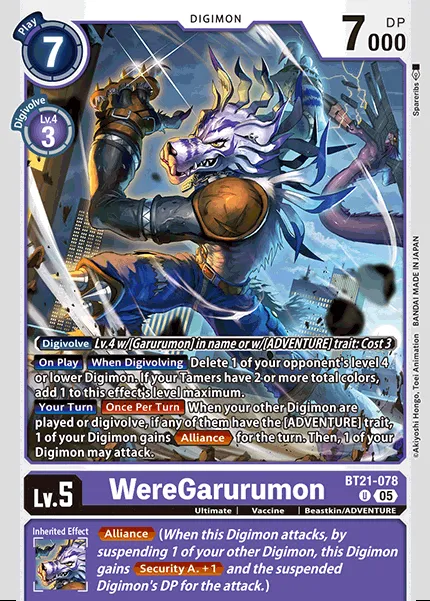 DIGIMON
Play
7
7000
DP
Digivolve
Lv.4
3
Spareribs
©Akiyoshi Hongo, Toei Animation BANDAI MADE IN JAPAN
Digivolve Lv.4 w/[Garurumon] in name or w/[ADVENTURE] trait: Cost 3
On Play When Digivolving Delete 1 of your opponent's level 4
or lower Digimon. If your Tamers have 2 or more total colors,
add 1 to this effect's level maximum.
Your Turn Once Per Turn When your other Digimon are
played or digivolve, if any of them have the [ADVENTURE] trait,
1 of your Digimon gains Alliance for the turn. Then, 1 of your
Digimon may attack.
BT21-078
Lv.5
WereGarurumon
U 05
Ultimate Vaccine Beastkin/ADVENTURE
Inherited Effect
Alliance (When this Digimon attacks, by
suspending 1 of your other Digimon, this Digimon
gains Security A. +1 and the suspended
Digimon's DP for the attack.)